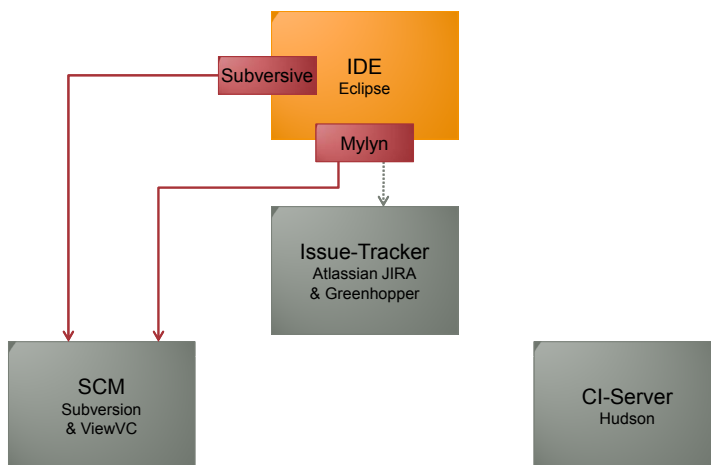 IDE
Eclipse
Subversive
Mylyn
Issue-Tracker
Atlassian JIRA
& Greenhopper
SCM
Subversion
& ViewVC
CI-Server
Hudson